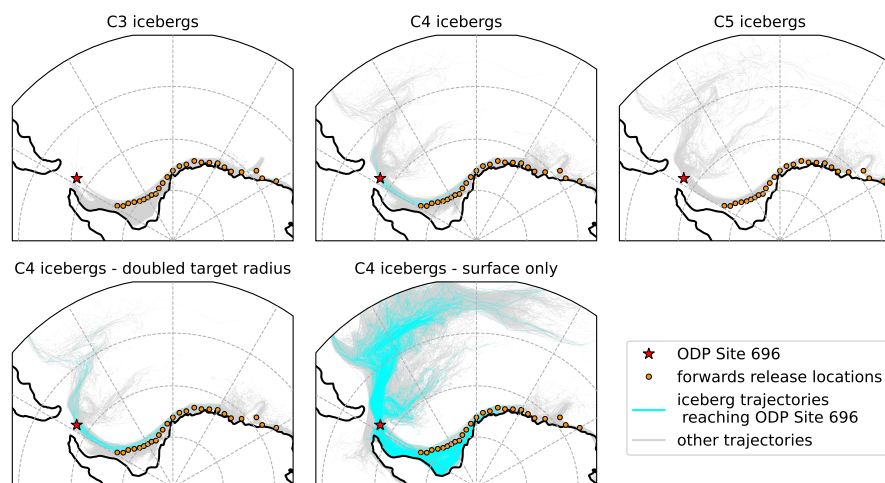 C3 icebergs
C4 icebergs
C5 icebergs
C4 icebergs - doubled target radius
C4 icebergs - surface only
ODP Site 696
forwards release locations
iceberg trajectories
reaching ODP Site 696
other trajectories